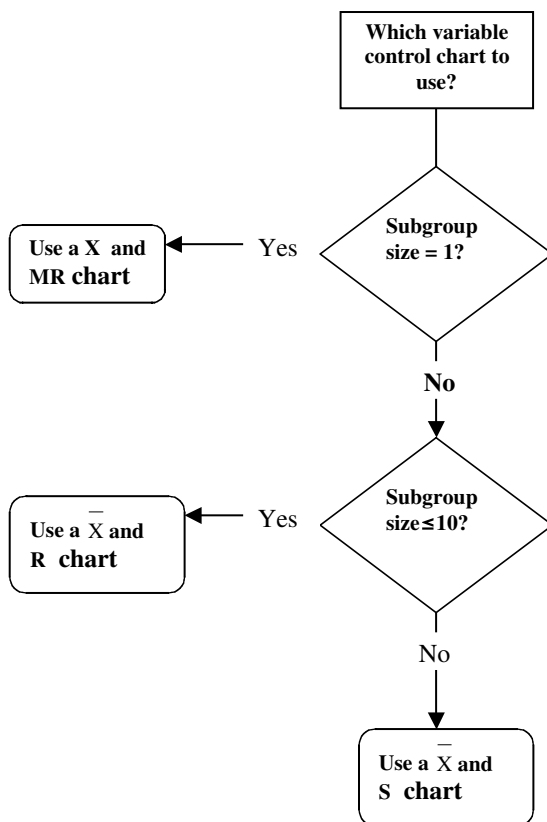 Which variable
control chart to
use?
Subgroup
size = 1?
Yes
Use a X and
MR chart
No
Subgroup
size≤10?
Yes
Use a X̄ and
R chart
No
Use a X̄ and
S chart